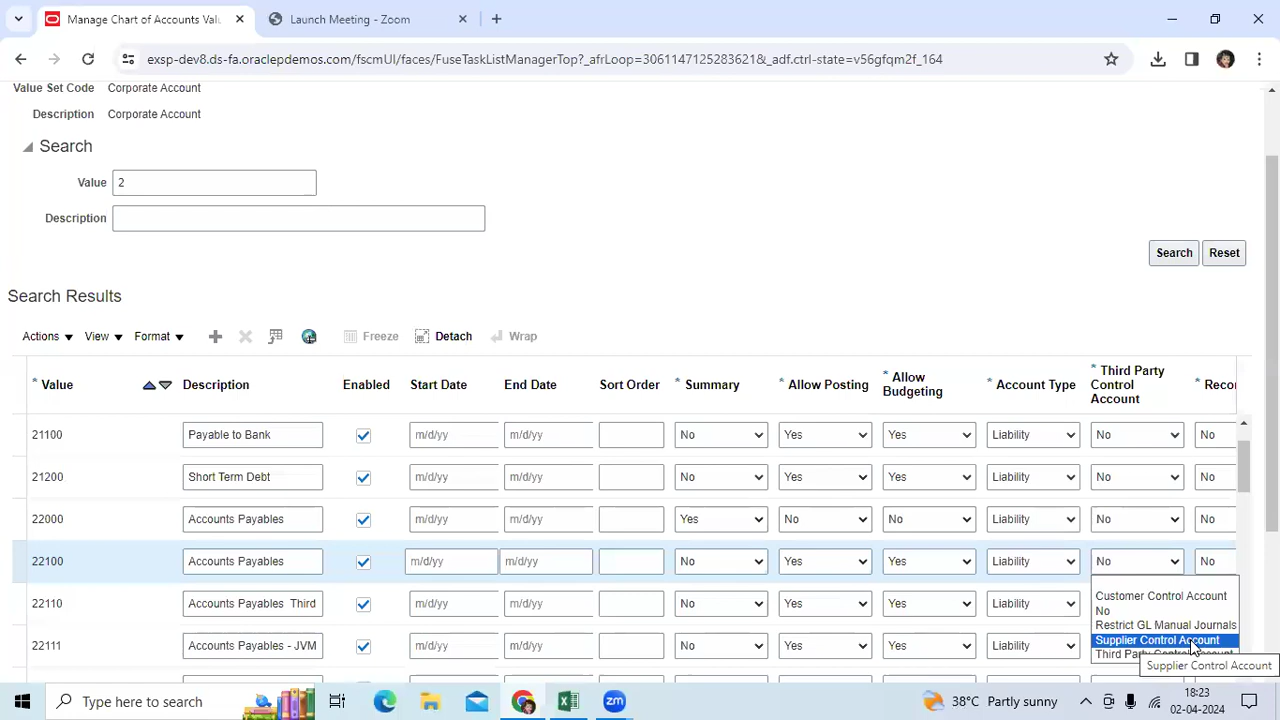 Manage Chart of Accounts Valu
Launch Meeting - Zoom
exsp-dev8.ds-fa.oraclepdemos.com/fscmUI/faces/FuseTaskListManagerTop?_afrLoop=3061147125283621&_adf.ctrl-state=v56gfqm2f_164
Value Set Code Corporate Account
Description Corporate Account
Search
Value 2
Description
Search Reset
Search Results
Actions View Format Freeze Detach Wrap
* Value Description Enabled Start Date End Date Sort Order * Summary * Allow Posting * Allow Budgeting * Account Type * Third Party Control Account * Recor
21100 Payable to Bank m/d/yy m/d/yy No Yes Yes Liability No No
21200 Short Term Debt m/d/yy m/d/yy No Yes Yes Liability No No
22000 Accounts Payables m/d/yy m/d/yy Yes No No Liability No No
22100 Accounts Payables m/d/yy m/d/yy No Yes Yes Liability No No
Customer Control Account
22110 Accounts Payables Third m/d/yy m/d/yy No Yes Yes Liability
No
Restrict GL Manual Journals
22111 Accounts Payables - JVM m/d/yy m/d/yy No Yes Yes Liability
Supplier Control Account
Third Party
Supplier Control Account
Type here to search
38°C Partly sunny
18:23
02-04-2024